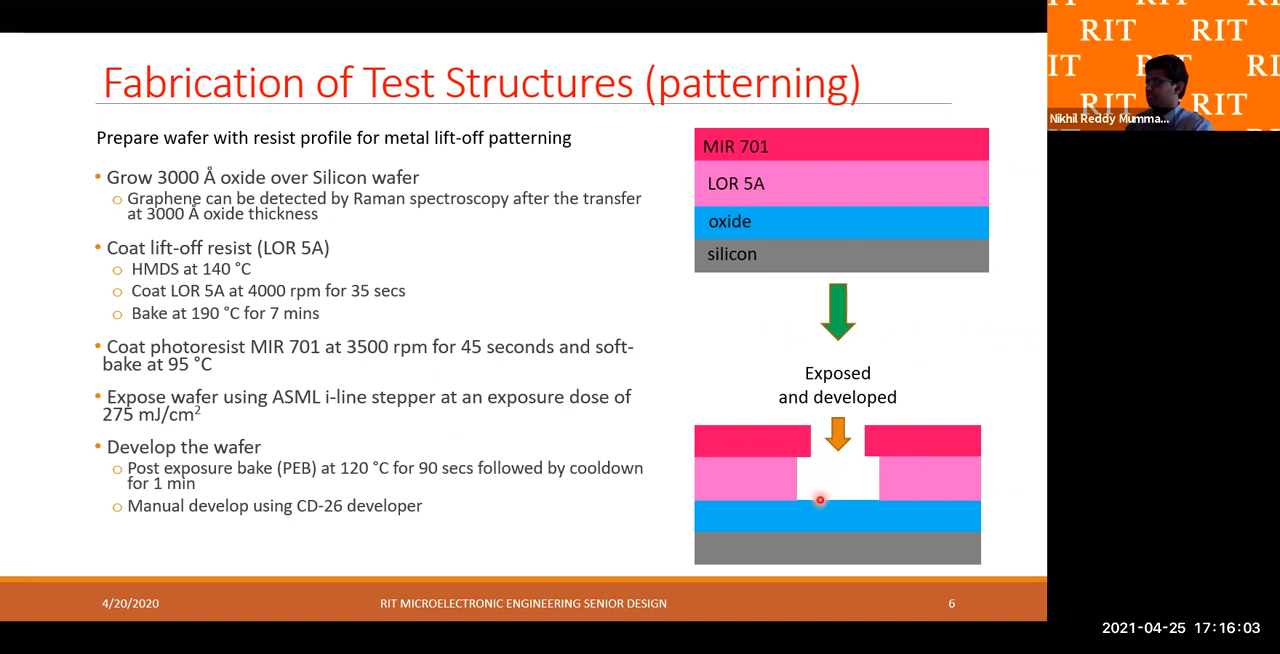 Fabrication of Test Structures (patterning)
Prepare wafer with resist profile for metal lift-off patterning
• Grow 3000 Å oxide over Silicon wafer
o Graphene can be detected by Raman spectroscopy after the transfer
at 3000 Å oxide thickness
• Coat lift-off resist (LOR 5A)
o HMDS at 140 °C
o Coat LOR 5A at 4000 rpm for 35 secs
o Bake at 190 °C for 7 mins
• Coat photoresist MIR 701 at 3500 rpm for 45 seconds and soft-
bake at 95 °C
• Expose wafer using ASML i-line stepper at an exposure dose of
275 mJ/cm²
• Develop the wafer
o Post exposure bake (PEB) at 120 °C for 90 secs followed by cooldown
for 1 min
o Manual develop using CD-26 developer
MIR 701
LOR 5A
oxide
silicon
Exposed
and developed
4/20/2020
RIT MICROELECTRONIC ENGINEERING SENIOR DESIGN
6
RIT RIT
RIT RIT
Nikhil Reddy Mumma...
2021-04-25 17:16:03